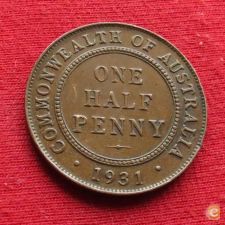 COMMONWEALTH OF AUSTRALIA
ONE
HALF
PENNY
· 1931 ·